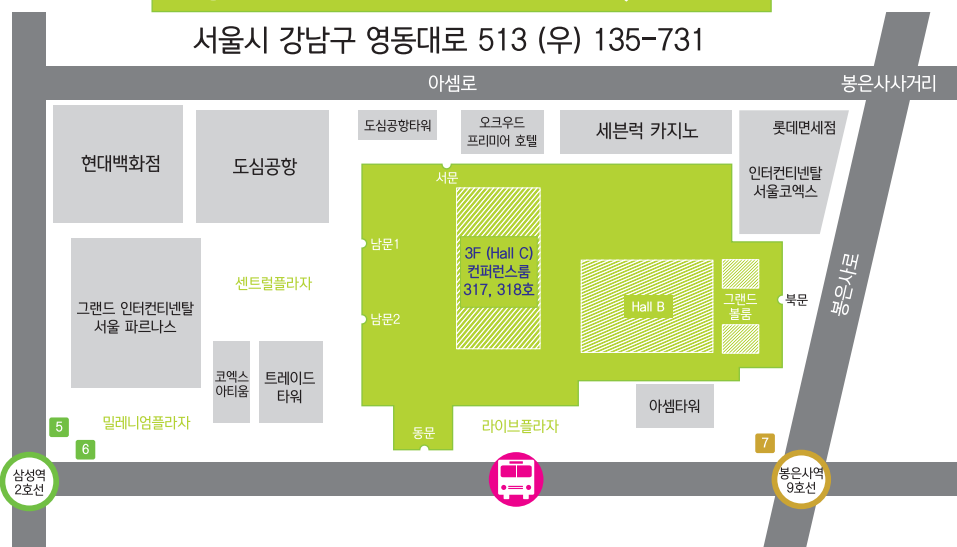 서울시 강남구 영동대로 513 (우) 135-731
아셈로
봉은사사거리
현대백화점
도심공항
도심공항타워
오크우드
프리미어 호텔
세븐럭 카지노
롯데면세점
인터컨티넨탈
서울코엑스
서문
남문1
남문2
3F (Hall C)
컨퍼런스룸
317, 318호
Hall B
그랜드
볼룸
북문
봉은사로
그랜드 인터컨티넨탈
서울 파르나스
센트럴플라자
코엑스
아티움
트레이드
타워
아셈타워
밀레니엄플라자
동문
라이브플라자
5
6
7
삼성역
2호선
봉은사역
9호선